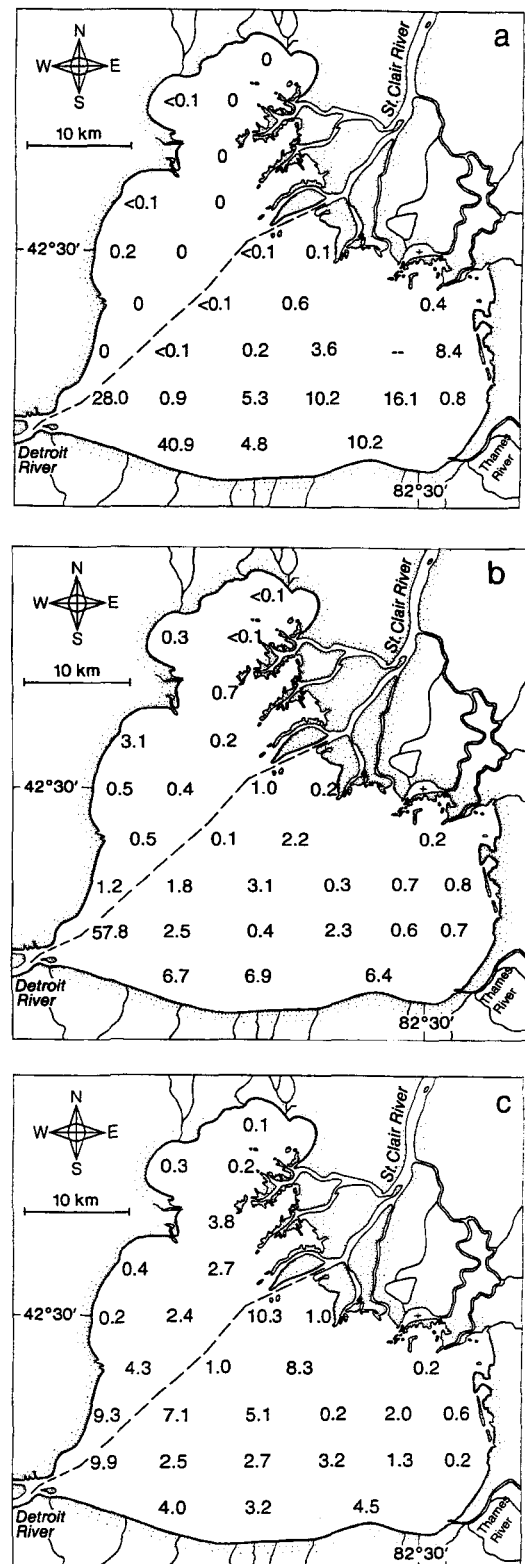 a
N
W E
S
10 km
St. Clair River
0
<0.1 0
0
<0.1 0
42°30′
0.2 0 <0.1 0.1
0 <0.1 0.6 0.4
0 <0.1 0.2 3.6 -- 8.4
28.0 0.9 5.3 10.2 16.1 0.8
40.9 4.8 10.2
Detroit
River
Thames
River
82°30′
b
N
W E
S
10 km
St. Clair River
<0.1
0.3 <0.1
0.7
3.1 0.2
42°30′
0.5 0.4 1.0 0.2
0.5 0.1 2.2 0.2
1.2 1.8 3.1 0.3 0.7 0.8
57.8 2.5 0.4 2.3 0.6 0.7
6.7 6.9 6.4
Detroit
River
Thames
River
82°30′
c
N
W E
S
10 km
St. Clair River
0.1
0.3 0.2
3.8
0.4 2.7
42°30′
0.2 2.4 10.3 1.0
4.3 1.0 8.3 0.2
9.3 7.1 5.1 0.2 2.0 0.6
9.9 2.5 2.7 3.2 1.3 0.2
4.0 3.2 4.5
Detroit
River
Thames
River
82°30′